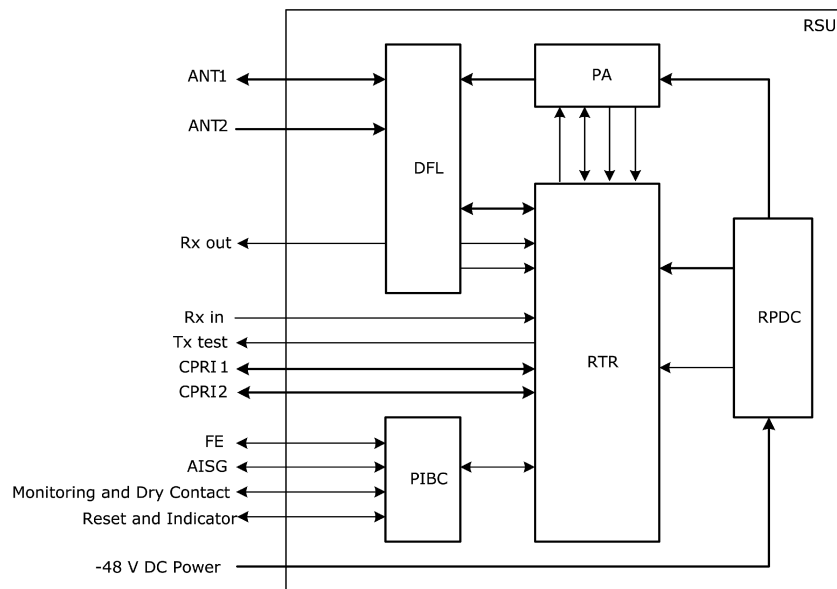 RSU
ANT1
PA
ANT2
DFL
Rx out
RPDC
Rx in
Tx test
RTR
CPRI 1
CPRI2
FE
AISG
PIBC
Monitoring and Dry Contact
Reset and Indicator
-48 V DC Power